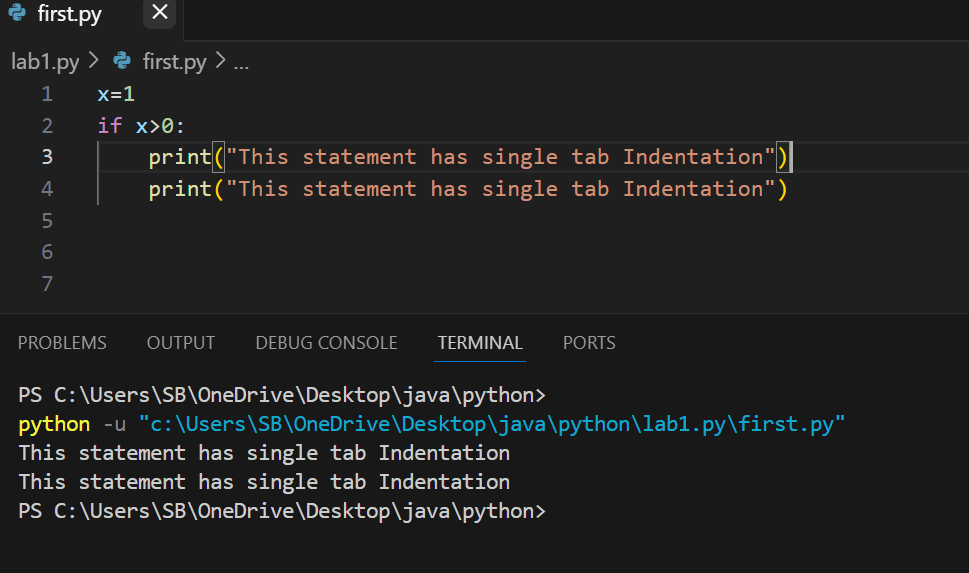 first.py ×
lab1.py > first.py > ...
1 x=1
2 if x>0:
3     print("This statement has single tab Indentation")
4     print("This statement has single tab Indentation")
5
6
7
PROBLEMS OUTPUT DEBUG CONSOLE TERMINAL PORTS
PS C:\Users\SB\OneDrive\Desktop\java\python>
python -u "c:\Users\SB\OneDrive\Desktop\java\python\lab1.py\first.py"
This statement has single tab Indentation
This statement has single tab Indentation
PS C:\Users\SB\OneDrive\Desktop\java\python>